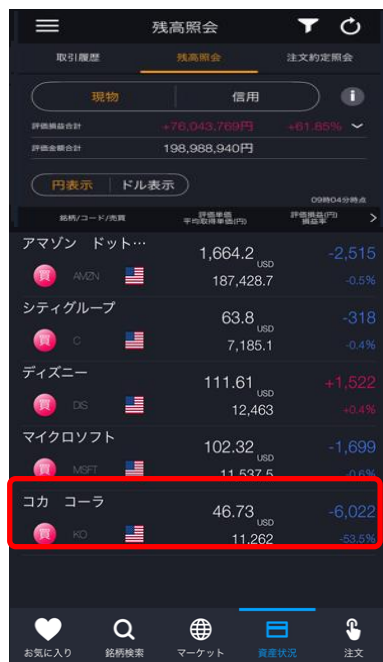 残高照会
取引履歴 残高照会 注文約定照会
現物 信用
評価損益合計 +76,043,769円 +61.85%
評価金額合計 198,988,940円
円表示 ドル表示
09時04分時点
銘柄/コード/売買 評価単価 評価損益(円)
平均取得単価(円) 損益率
アマゾン ドット… 1,664.2 USD -2,515
買 AMZN 187,428.7 -0.5%
シティグループ 63.8 USD -318
買 C 7,185.1 -0.4%
ディズニー 111.61 USD +1,522
買 DIS 12,463 +0.4%
マイクロソフト 102.32 USD -1,699
買 MSFT 11,537.5 -0.6%
コカ コーラ 46.73 USD -6,022
買 KO 11,262 -53.5%
お気に入り 銘柄検索 マーケット 資産状況 注文